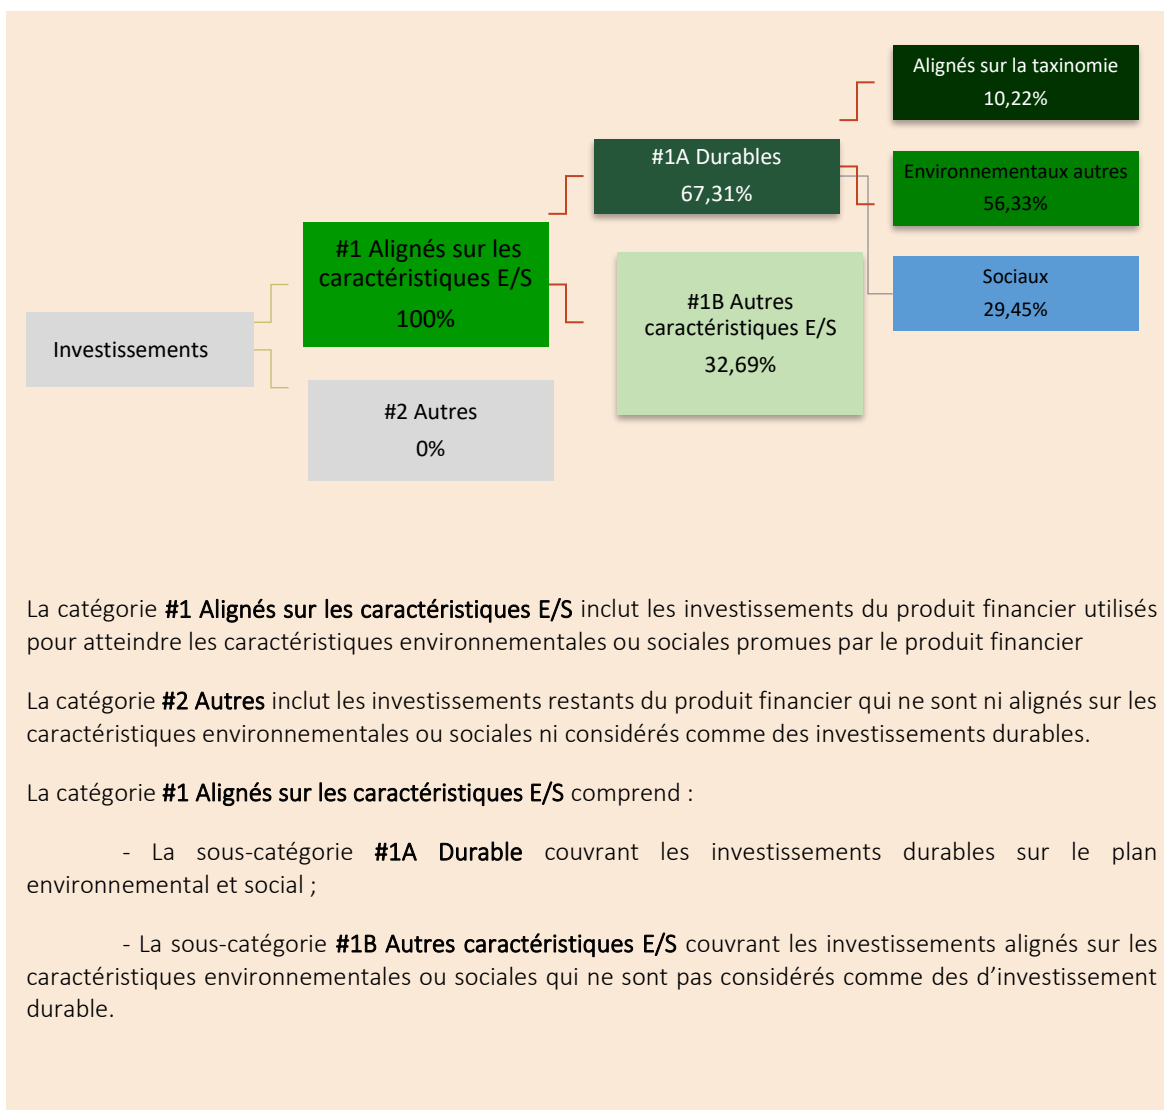 Investissements
#1 Alignés sur les
caractéristiques E/S
100%
#2 Autres
0%
#1A Durables
67,31%
#1B Autres
caractéristiques E/S
32,69%
Alignés sur la taxinomie
10,22%
Environnementaux autres
56,33%
Sociaux
29,45%
La catégorie #1 Alignés sur les caractéristiques E/S inclut les investissements du produit financier utilisés
pour atteindre les caractéristiques environnementales ou sociales promues par le produit financier
La catégorie #2 Autres inclut les investissements restants du produit financier qui ne sont ni alignés sur les
caractéristiques environnementales ou sociales ni considérés comme des investissements durables.
La catégorie #1 Alignés sur les caractéristiques E/S comprend :
- La sous-catégorie #1A Durable couvrant les investissements durables sur le plan
environnemental et social ;
- La sous-catégorie #1B Autres caractéristiques E/S couvrant les investissements alignés sur les
caractéristiques environnementales ou sociales qui ne sont pas considérés comme des d’investissement
durable.